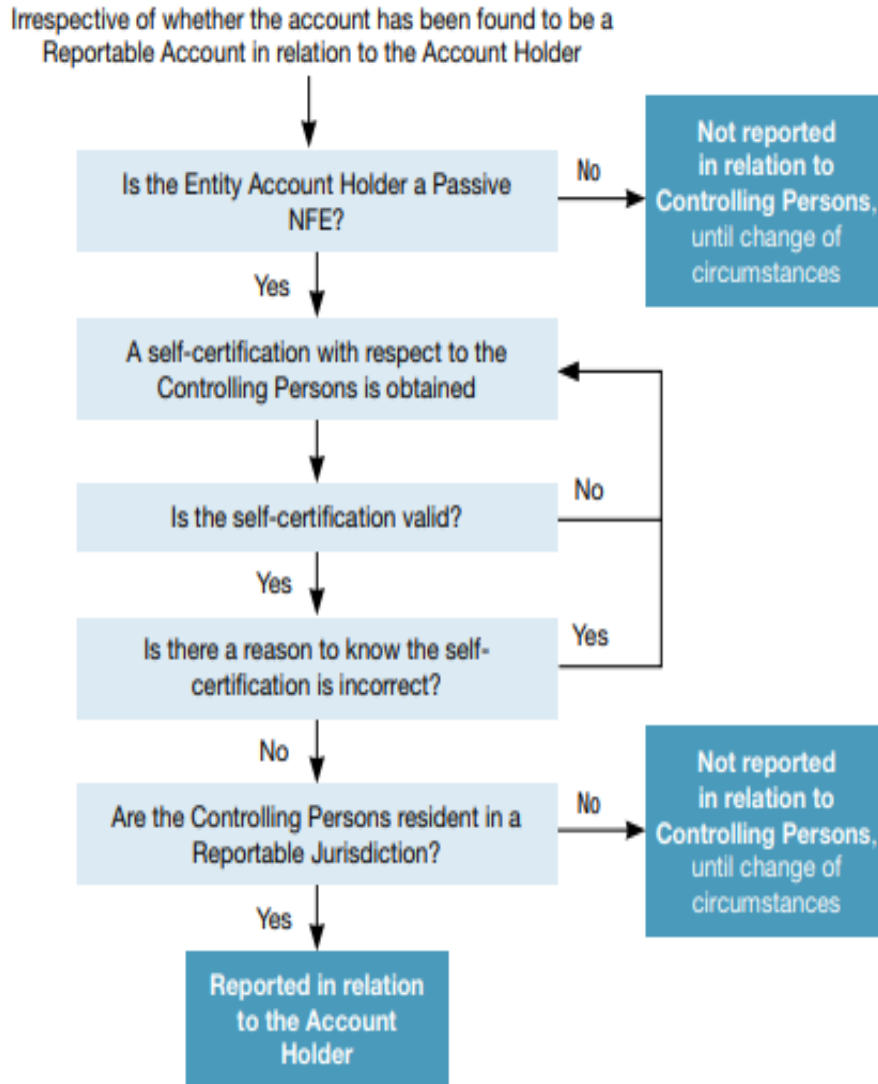 Irrespective of whether the account has been found to be a
Reportable Account in relation to the Account Holder
Is the Entity Account Holder a Passive
NFE?
No
Not reported
in relation to
Controlling Persons,
until change of
circumstances
Yes
A self-certification with respect to the
Controlling Persons is obtained
Is the self-certification valid?
No
Yes
Is there a reason to know the self-
certification is incorrect?
Yes
No
Are the Controlling Persons resident in a
Reportable Jurisdiction?
No
Not reported
in relation to
Controlling Persons,
until change of
circumstances
Yes
Reported in relation
to the Account
Holder